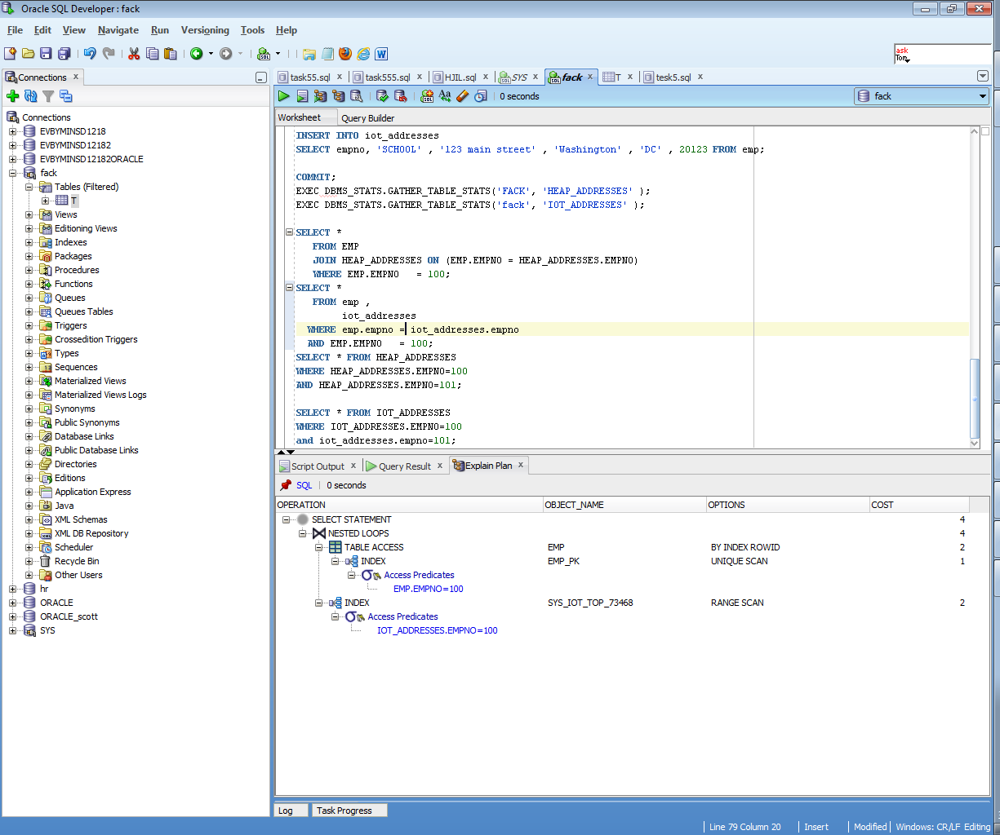 Oracle SQL Developer : fack
File Edit View Navigate Run Versioning Tools Help
ask
Tom
Connections x
task55.sql x task555.sql x HJIL.sql x SYS x fack x T x tesk5.sql x
0 seconds
fack
Worksheet Query Builder
Connections
EVBYMINSD1218
EVBYMINSD12182
EVBYMINSD12182ORACLE
fack
Tables (Filtered)
T
Views
Editioning Views
Indexes
Packages
Procedures
Functions
Queues
Queues Tables
Triggers
Crossedition Triggers
Types
Sequences
Materialized Views
Materialized Views Logs
Synonyms
Public Synonyms
Database Links
Public Database Links
Directories
Editions
Application Express
Java
XML Schemas
XML DB Repository
Scheduler
Recycle Bin
Other Users
hr
ORACLE
ORACLE_scott
SYS
INSERT INTO iot_addresses
SELECT empno, 'SCHOOL' , '123 main street' , 'Washington' , 'DC' , 20123 FROM emp;
COMMIT;
EXEC DBMS_STATS.GATHER_TABLE_STATS('FACK', 'HEAP_ADDRESSES' );
EXEC DBMS_STATS.GATHER_TABLE_STATS('fack', 'IOT_ADDRESSES' );
SELECT *
FROM EMP
JOIN HEAP_ADDRESSES ON (EMP.EMPNO = HEAP_ADDRESSES.EMPNO)
WHERE EMP.EMPNO = 100;
SELECT *
FROM emp ,
iot_addresses
WHERE emp.empno = iot_addresses.empno
AND EMP.EMPNO = 100;
SELECT * FROM HEAP_ADDRESSES
WHERE HEAP_ADDRESSES.EMPNO=100
AND HEAP_ADDRESSES.EMPNO=101;
SELECT * FROM IOT_ADDRESSES
WHERE IOT_ADDRESSES.EMPNO=100
and iot_addresses.empno=101;
Script Output x Query Result x Explain Plan x
SQL 0 seconds
OPERATION OBJECT_NAME OPTIONS COST
SELECT STATEMENT 4
NESTED LOOPS 4
TABLE ACCESS EMP BY INDEX ROWID 2
INDEX EMP_PK UNIQUE SCAN 1
Access Predicates
EMP.EMPNO=100
INDEX SYS_IOT_TOP_73468 RANGE SCAN 2
Access Predicates
IOT_ADDRESSES.EMPNO=100
Log Task Progress
Line 79 Column 20 Insert Modified Windows: CR/LF Editing